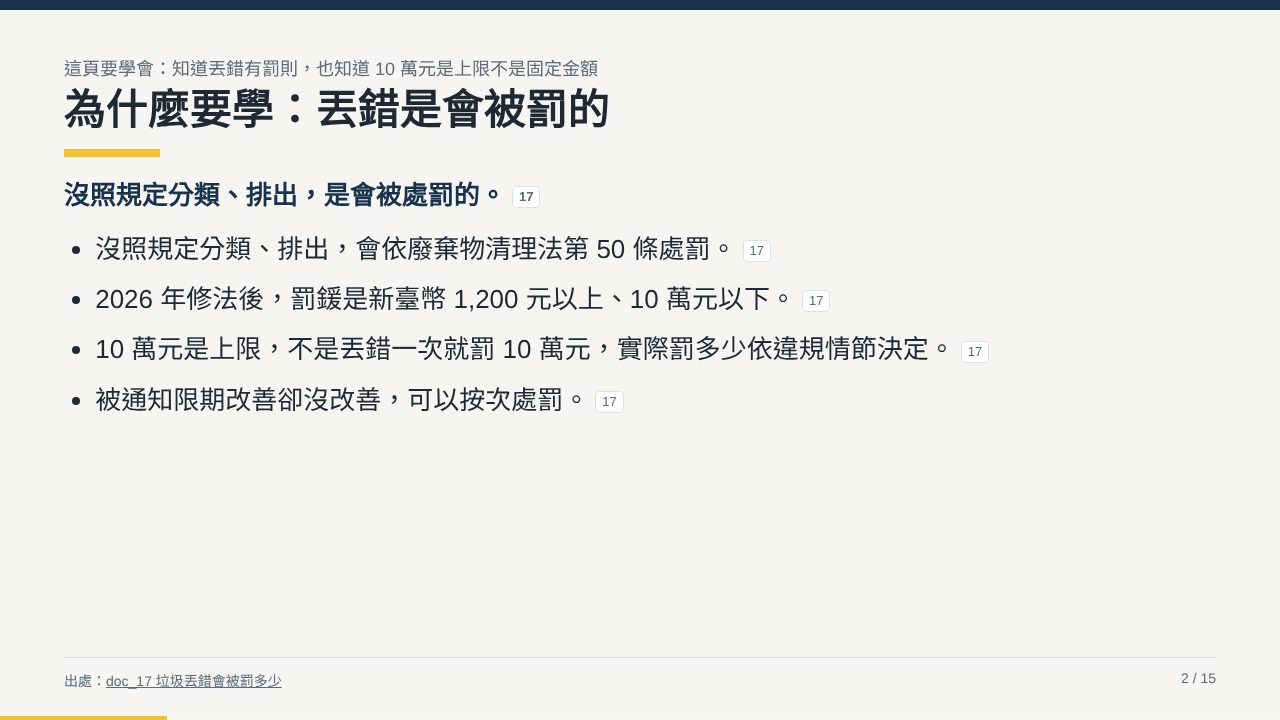 這頁要學會：知道丟錯有罰則，也知道 10 萬元是上限不是固定金額
為什麼要學：丟錯是會被罰的
沒照規定分類、排出，是會被處罰的。 17
• 沒照規定分類、排出，會依廢棄物清理法第 50 條處罰。 17
• 2026 年修法後，罰鍰是新臺幣 1,200 元以上、10 萬元以下。 17
• 10 萬元是上限，不是丟錯一次就罰 10 萬元，實際罰多少依違規情節決定。 17
• 被通知限期改善卻沒改善，可以按次處罰。 17
出處：doc_17 垃圾丟錯會被罰多少
2 / 15